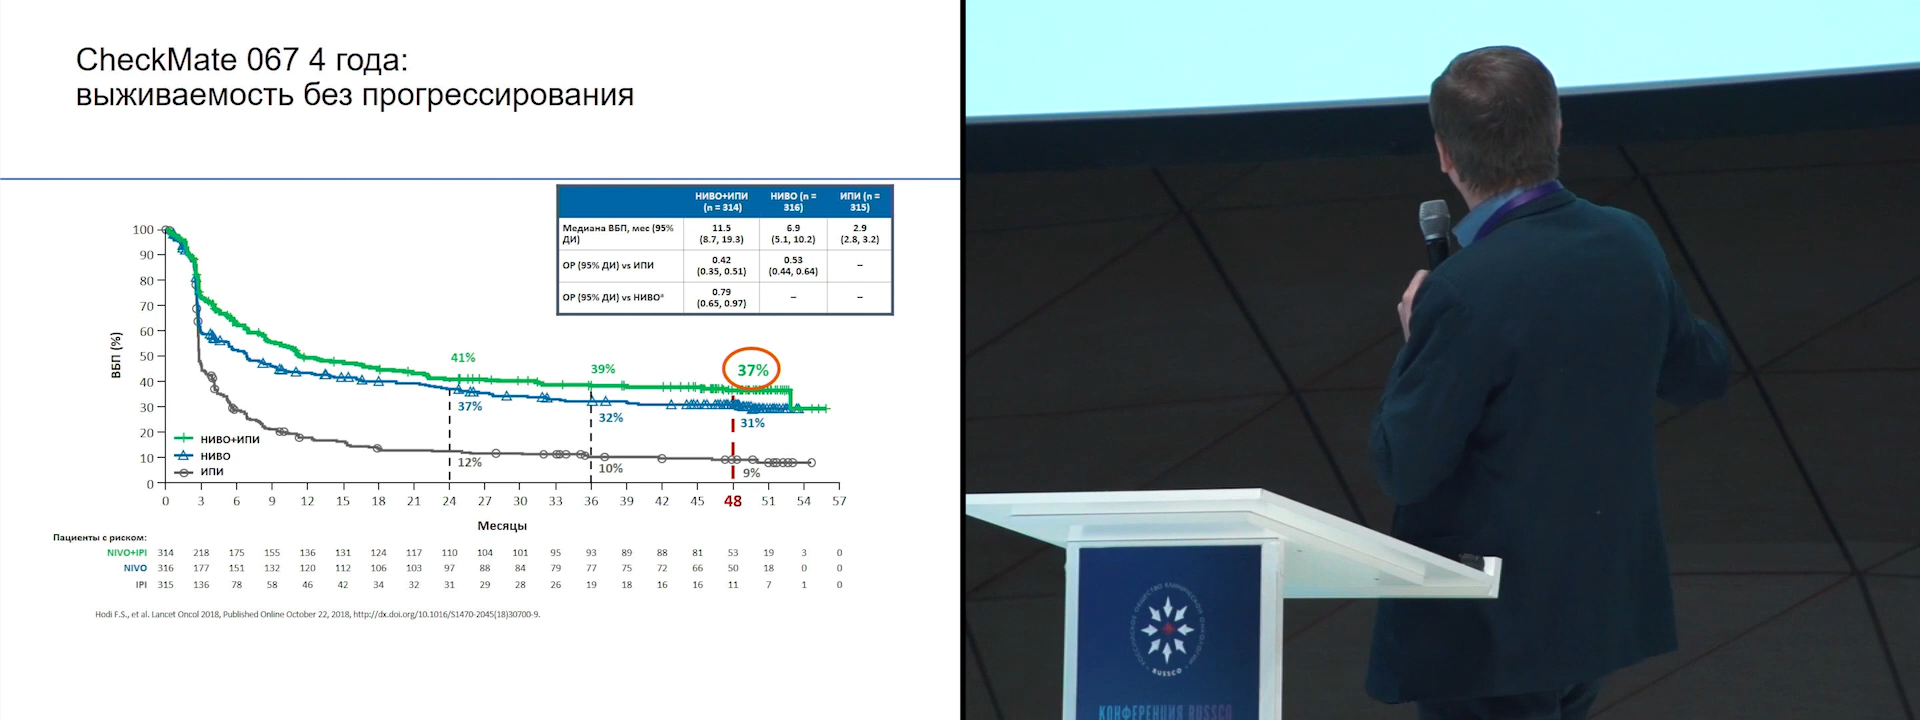 CheckMate 067 4 года:
выживаемость без прогрессирования
НИВО+ИПИ (n = 314) НИВО (n = 316) ИПИ (n = 315)
Медиана ВБП, мес (95% ДИ) 11.5 (8.7, 19.3) 6.9 (5.1, 10.2) 2.9 (2.8, 3.2)
ОР (95% ДИ) vs ИПИ 0.42 (0.35, 0.51) 0.53 (0.44, 0.64) --
ОР (95% ДИ) vs НИВОᵃ 0.79 (0.65, 0.97) -- --
ВБП (%)
100
90
80
70
60
50
40
30
20
10
0
41%
39%
37%
37%
32%
31%
12%
10%
9%
НИВО+ИПИ
НИВО
ИПИ
0 3 6 9 12 15 18 21 24 27 30 33 36 39 42 45 48 51 54 57
Месяцы
Пациенты с риском:
NIVO+IPI 314 218 175 155 136 131 124 117 110 104 101 95 93 89 88 81 53 19 3 0
NIVO 316 177 151 132 120 112 106 103 97 88 84 79 77 75 72 66 50 18 0 0
IPI 315 136 78 58 46 42 34 32 31 29 28 26 19 18 16 16 11 7 1 0
Hodi F.S., et al. Lancet Oncol 2018, Published Online October 22, 2018, http://dx.doi.org/10.1016/S1470-2045(18)30700-9.
РОССИЙСКОЕ ОБЩЕСТВО КЛИНИЧЕСКОЙ ОНКОЛОГИИ
RUSSCO
КОНФЕРЕНЦИЯ RUSSCO